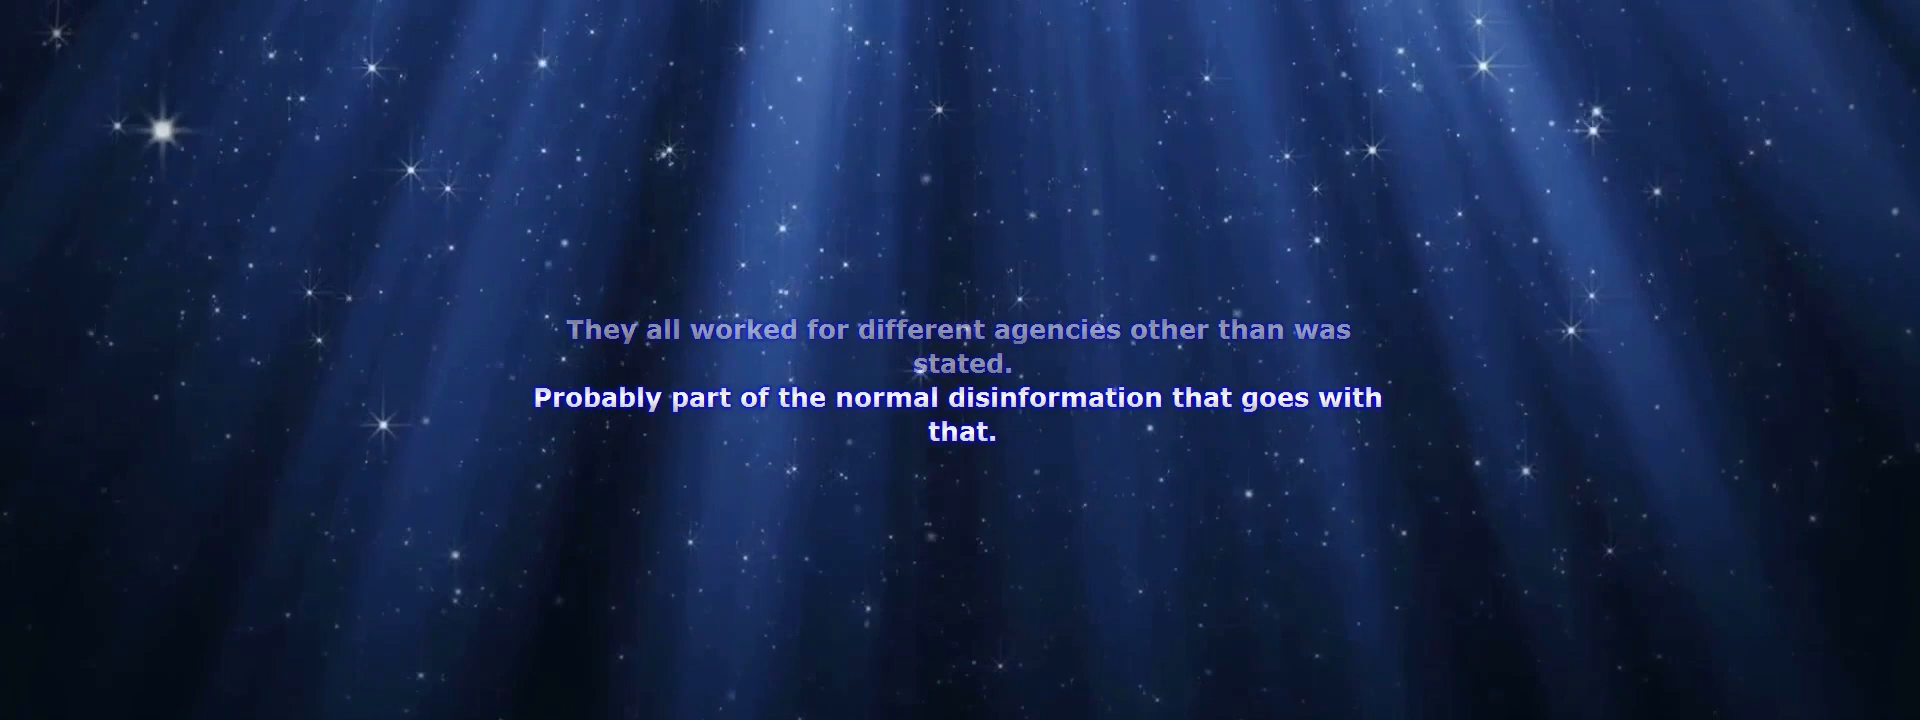 They all worked for different agencies other than was
stated.
Probably part of the normal disinformation that goes with
that.